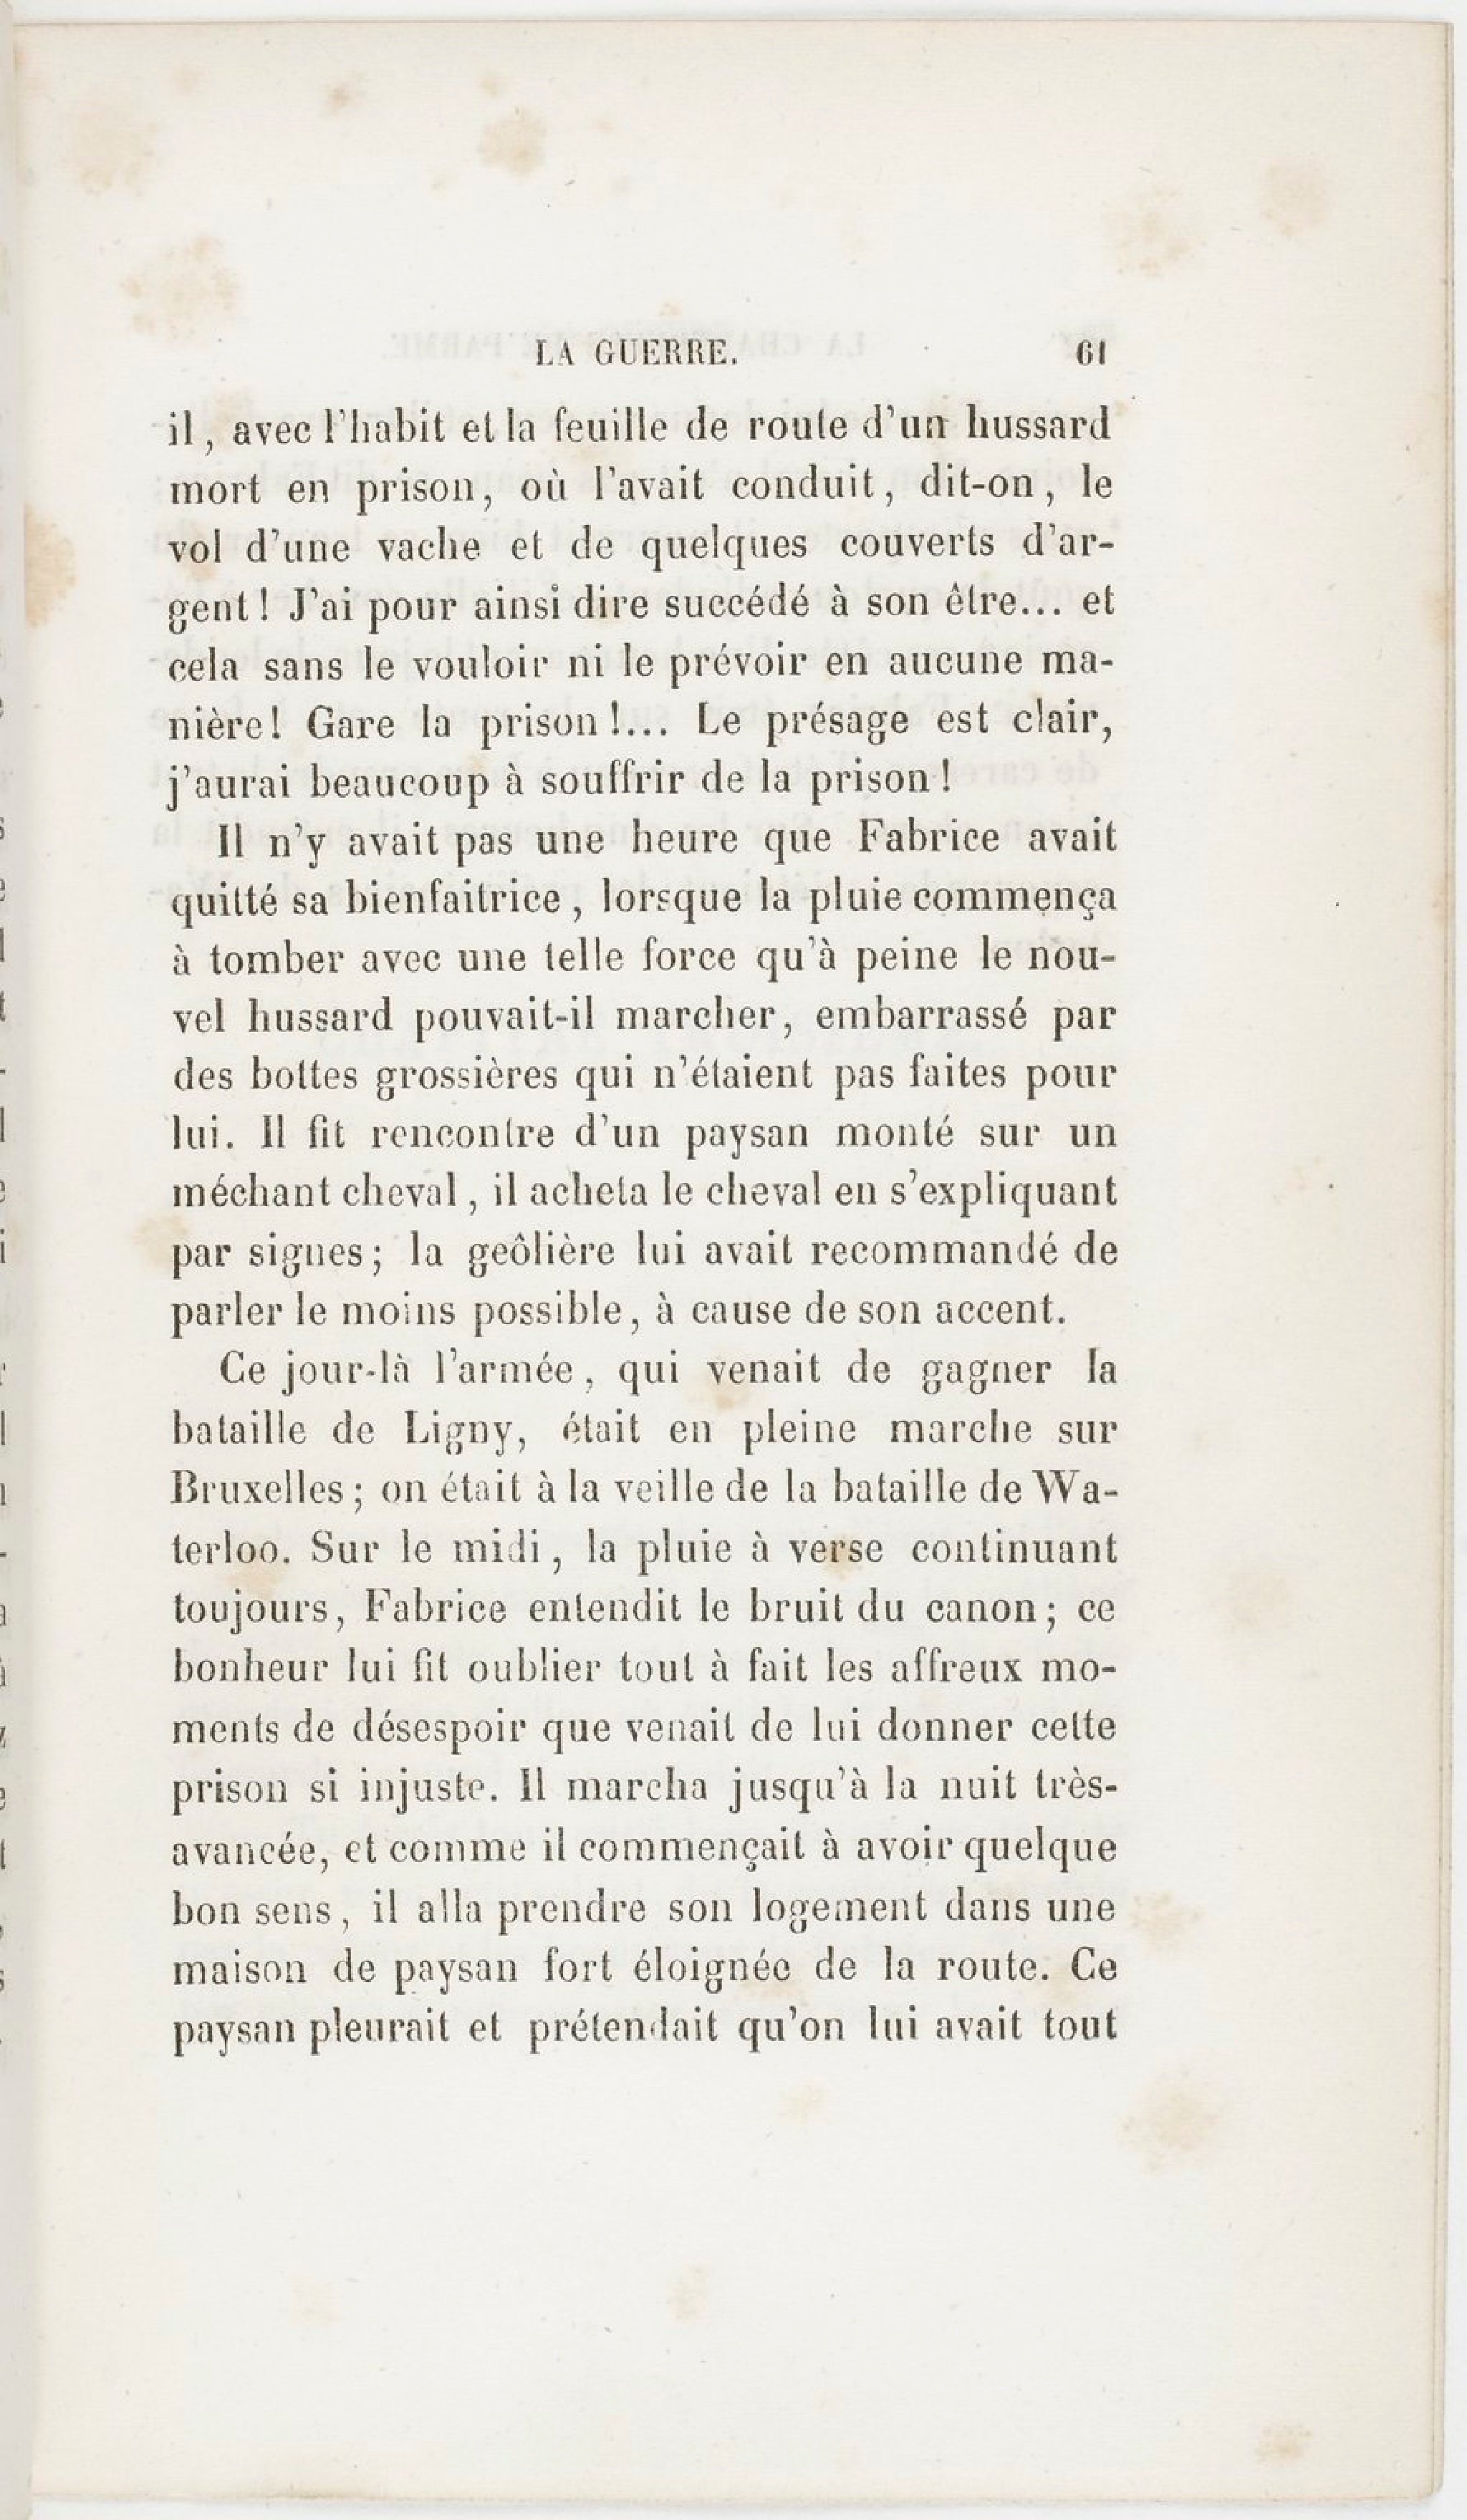 LA GUERRE. 61
il, avec l'habit et la feuille de route d'un hussard
mort en prison, où l'avait conduit, dit-on, le
vol d'une vache et de quelques couverts d'ar-
gent! J'ai pour ainsi dire succédé à son être... et
cela sans le vouloir ni le prévoir en aucune ma-
nière! Gare la prison!... Le présage est clair,
j'aurai beaucoup à souffrir de la prison!
Il n'y avait pas une heure que Fabrice avait
quitté sa bienfaitrice, lorsque la pluie commença
à tomber avec une telle force qu'à peine le nou-
vel hussard pouvait-il marcher, embarrassé par
des bottes grossières qui n'étaient pas faites pour
lui. Il fit rencontre d'un paysan monté sur un
méchant cheval, il acheta le cheval en s'expliquant
par signes; la geôlière lui avait recommandé de
parler le moins possible, à cause de son accent.
Ce jour-là l'armée, qui venait de gagner la
bataille de Ligny, était en pleine marche sur
Bruxelles; on était à la veille de la bataille de Wa-
terloo. Sur le midi, la pluie à verse continuant
toujours, Fabrice entendit le bruit du canon; ce
bonheur lui fit oublier tout à fait les affreux mo-
ments de désespoir que venait de lui donner cette
prison si injuste. Il marcha jusqu'à la nuit très-
avancée, et comme il commençait à avoir quelque
bon sens, il alla prendre son logement dans une
maison de paysan fort éloignée de la route. Ce
paysan pleurait et prétendait qu'on lui avait tout